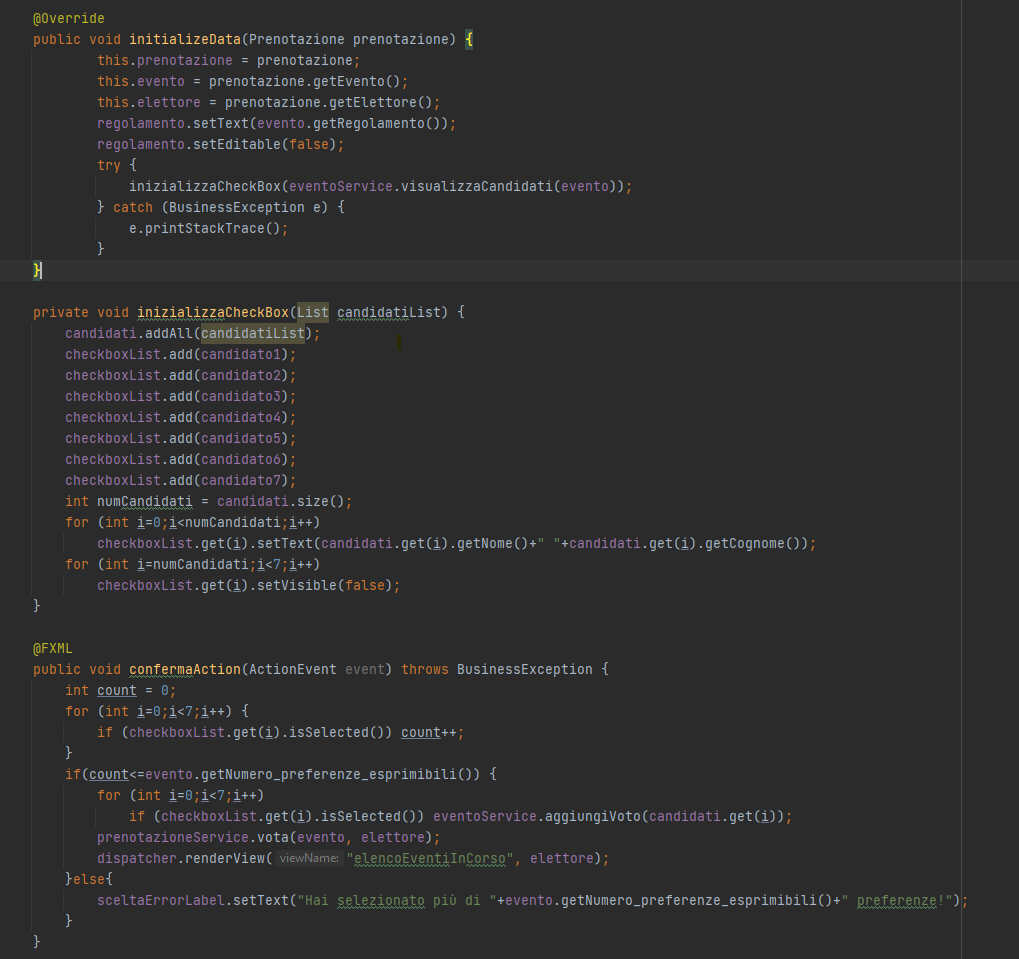 @Override
public void initializeData(Prenotazione prenotazione) {
        this.prenotazione = prenotazione;
        this.evento = prenotazione.getEvento();
        this.elettore = prenotazione.getElettore();
        regolamento.setText(evento.getRegolamento());
        regolamento.setEditable(false);
        try {
            inizializzaCheckBox(eventoService.visualizzaCandidati(evento));
        } catch (BusinessException e) {
            e.printStackTrace();
        }
}
private void inizializzaCheckBox(List candidatiList) {
    candidati.addAll(candidatiList);
    checkboxList.add(candidato1);
    checkboxList.add(candidato2);
    checkboxList.add(candidato3);
    checkboxList.add(candidato4);
    checkboxList.add(candidato5);
    checkboxList.add(candidato6);
    checkboxList.add(candidato7);
    int numCandidati = candidati.size();
    for (int i=0;i<numCandidati;i++)
        checkboxList.get(i).setText(candidati.get(i).getNome()+" "+candidati.get(i).getCognome());
    for (int i=numCandidati;i<7;i++)
        checkboxList.get(i).setVisible(false);
}
@FXML
public void confermaAction(ActionEvent event) throws BusinessException {
    int count = 0;
    for (int i=0;i<7;i++) {
        if (checkboxList.get(i).isSelected()) count++;
    }
    if(count<=evento.getNumero_preferenze_esprimibili()) {
        for (int i=0;i<7;i++)
            if (checkboxList.get(i).isSelected()) eventoService.aggiungiVoto(candidati.get(i));
        prenotazioneService.vota(evento, elettore);
        dispatcher.renderView( viewName: "elencoEventiInCorso", elettore);
    }else{
        sceltaErrorLabel.setText("Hai selezionato più di "+evento.getNumero_preferenze_esprimibili()+" preferenze!");
    }
}